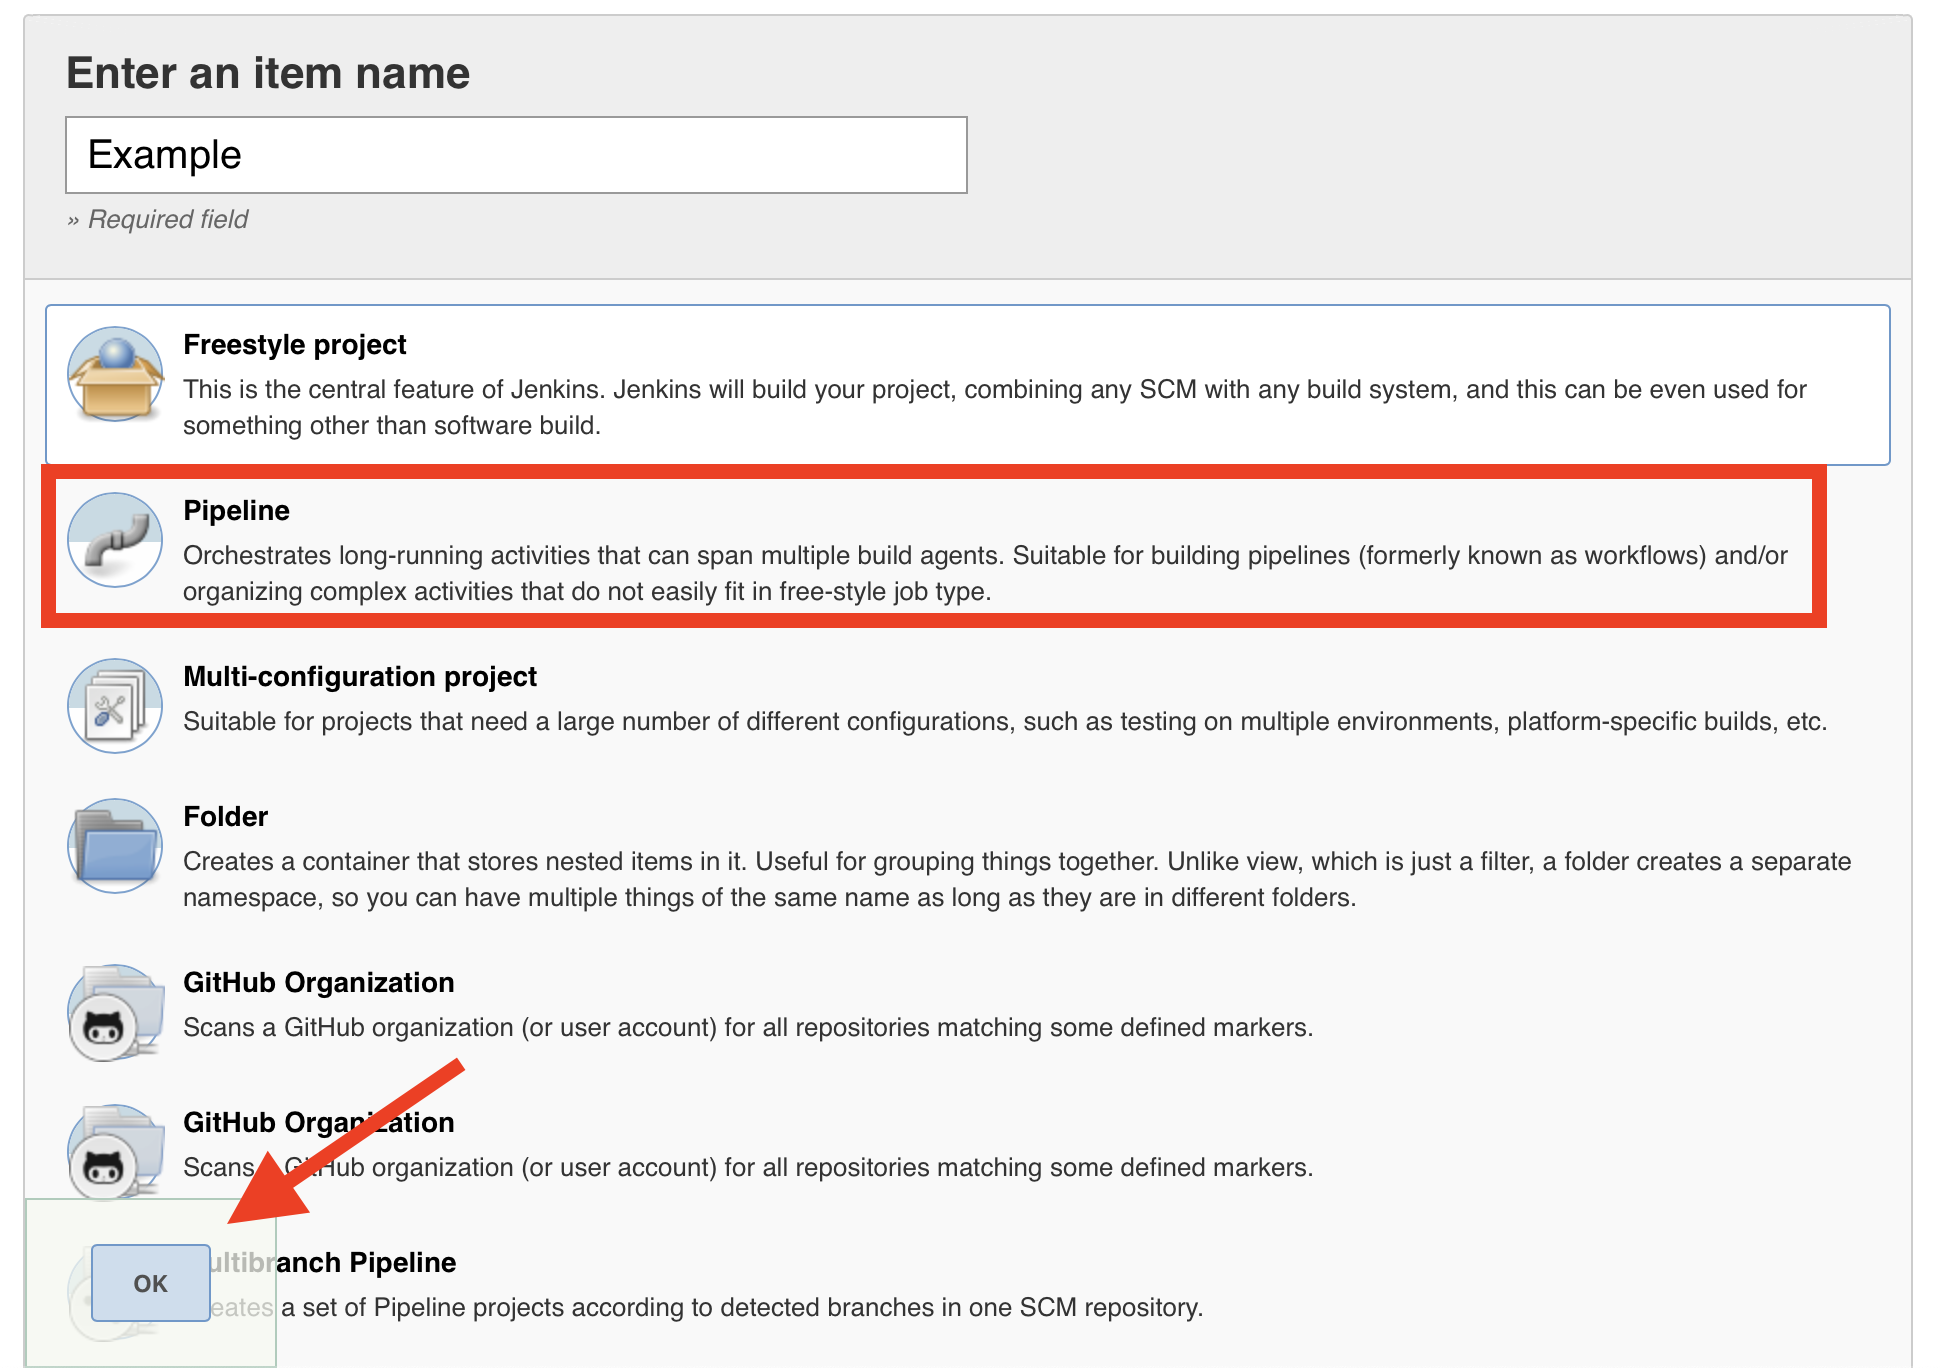 Enter an item name
Example
» Required field
Freestyle project
This is the central feature of Jenkins. Jenkins will build your project, combining any SCM with any build system, and this can be even used for
something other than software build.
Pipeline
Orchestrates long-running activities that can span multiple build agents. Suitable for building pipelines (formerly known as workflows) and/or
organizing complex activities that do not easily fit in free-style job type.
Multi-configuration project
Suitable for projects that need a large number of different configurations, such as testing on multiple environments, platform-specific builds, etc.
Folder
Creates a container that stores nested items in it. Useful for grouping things together. Unlike view, which is just a filter, a folder creates a separate
namespace, so you can have multiple things of the same name as long as they are in different folders.
GitHub Organization
Scans a GitHub organization (or user account) for all repositories matching some defined markers.
GitHub Organization
Scans a GitHub organization (or user account) for all repositories matching some defined markers.
ultibranch Pipeline
OK
eates a set of Pipeline projects according to detected branches in one SCM repository.